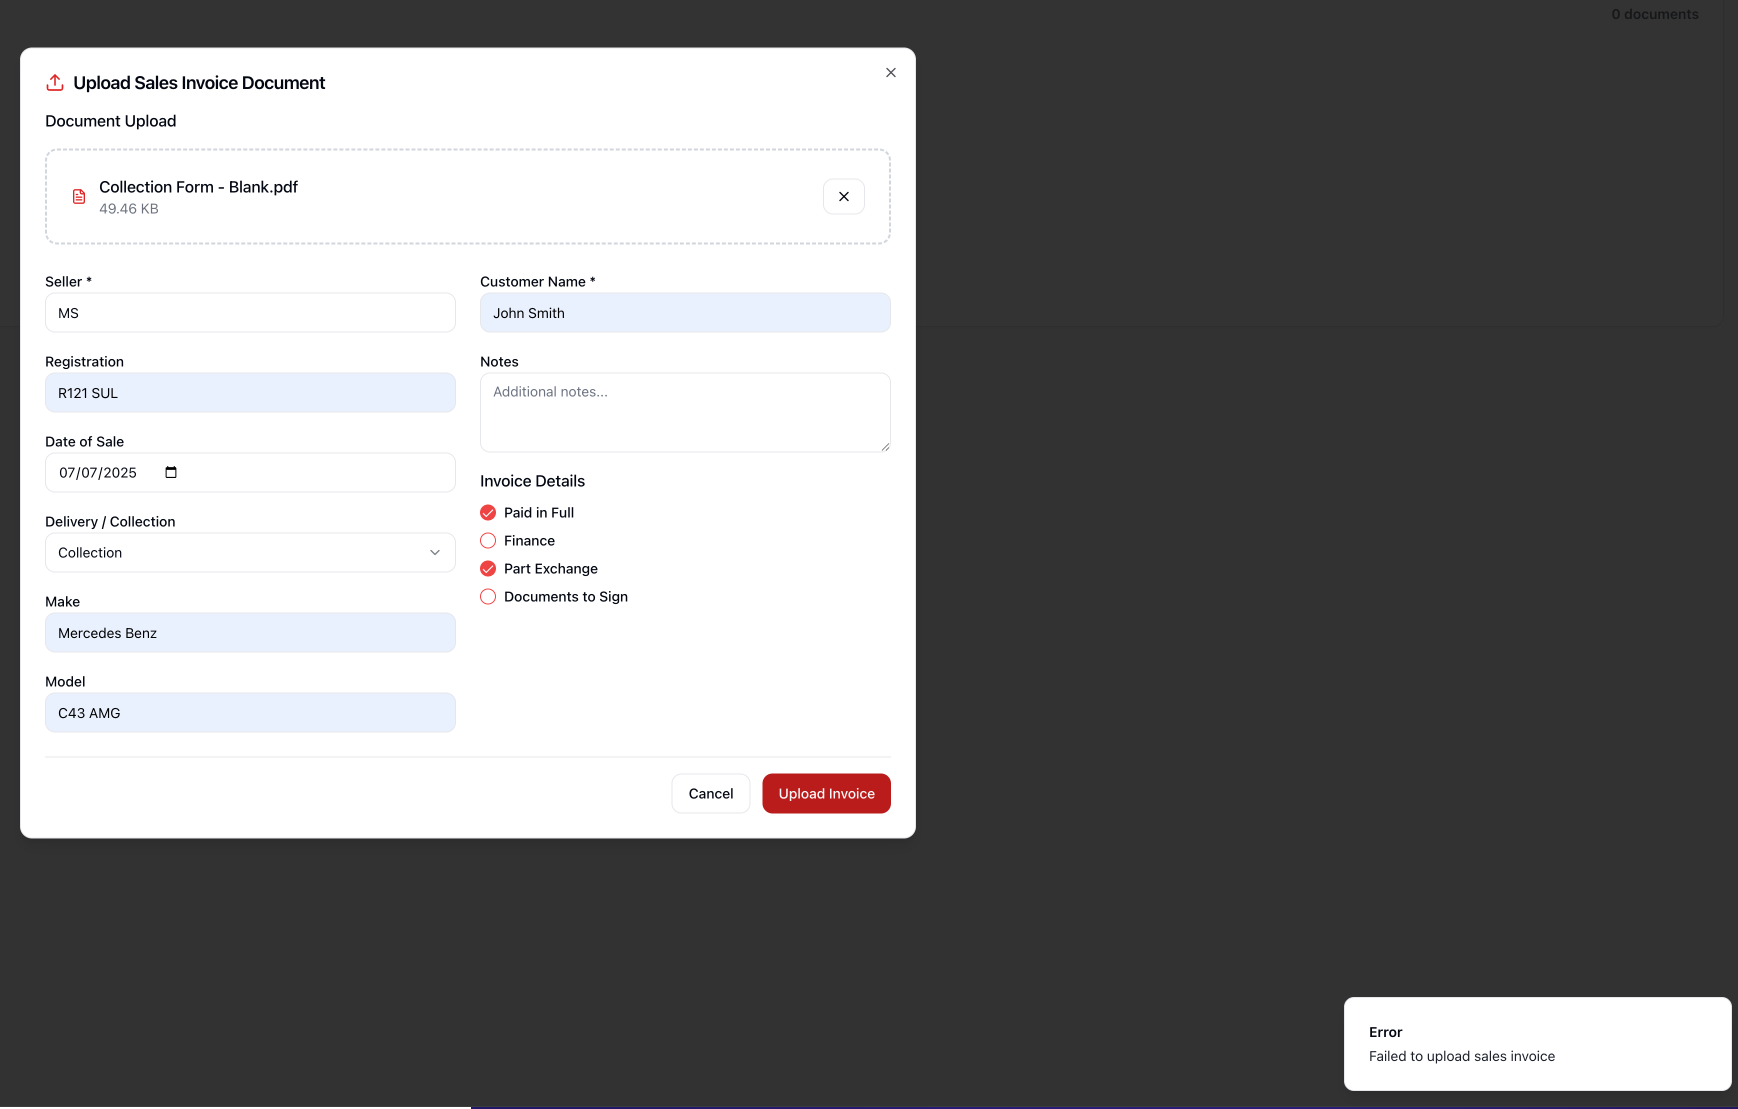 0 documents
Upload Sales Invoice Document
Document Upload
Collection Form - Blank.pdf
49.46 KB
Seller *
MS
Customer Name *
John Smith
Registration
R121 SUL
Notes
Additional notes...
Date of Sale
07/07/2025
Delivery / Collection
Collection
Invoice Details
Paid in Full
Finance
Part Exchange
Documents to Sign
Make
Mercedes Benz
Model
C43 AMG
Cancel
Upload Invoice
Error
Failed to upload sales invoice